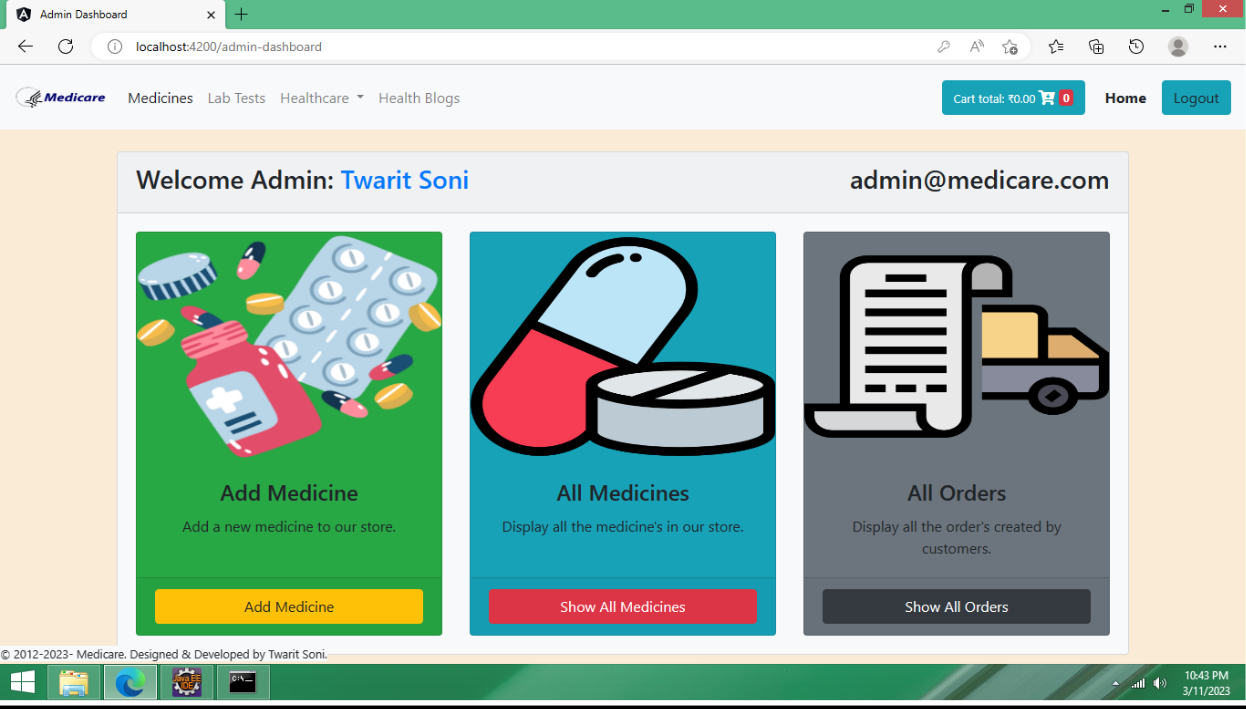 Admin Dashboard
localhost:4200/admin-dashboard
Medicare Medicines Lab Tests Healthcare Health Blogs Cart total: ₹0.00 0 Home Logout
Welcome Admin: Twarit Soni admin@medicare.com
Add Medicine
Add a new medicine to our store.
Add Medicine
All Medicines
Display all the medicine's in our store.
Show All Medicines
All Orders
Display all the order's created by
customers.
Show All Orders
© 2012-2023- Medicare. Designed & Developed by Twarit Soni.
Java EE
IDE
C:\
10:43 PM
3/11/2023